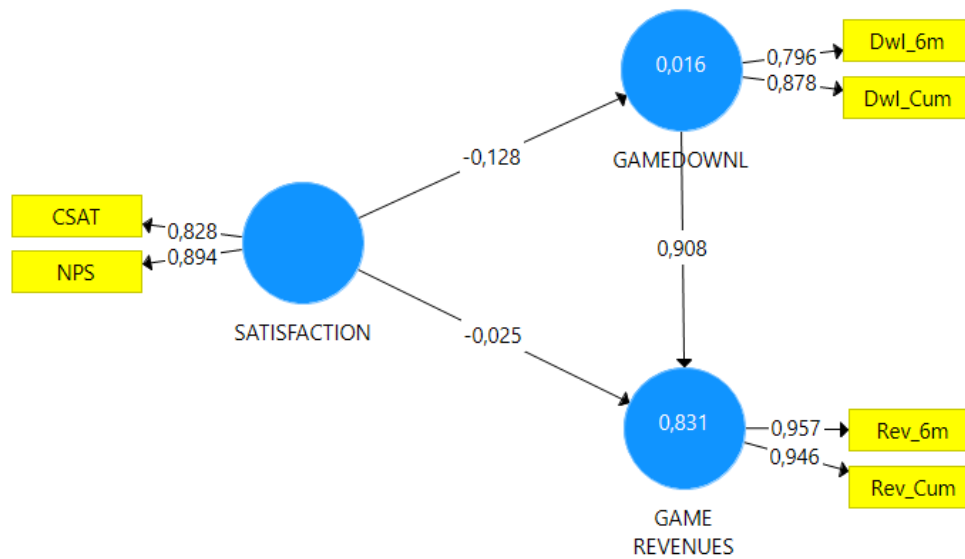 Dwl_6m
0,016
0,796
0,878
Dwl_Cum
GAMEDOWNL
-0,128
CSAT
0,828
0,894
NPS
0,908
SATISFACTION
-0,025
0,831
0,957
Rev_6m
0,946
Rev_Cum
GAME
REVENUES